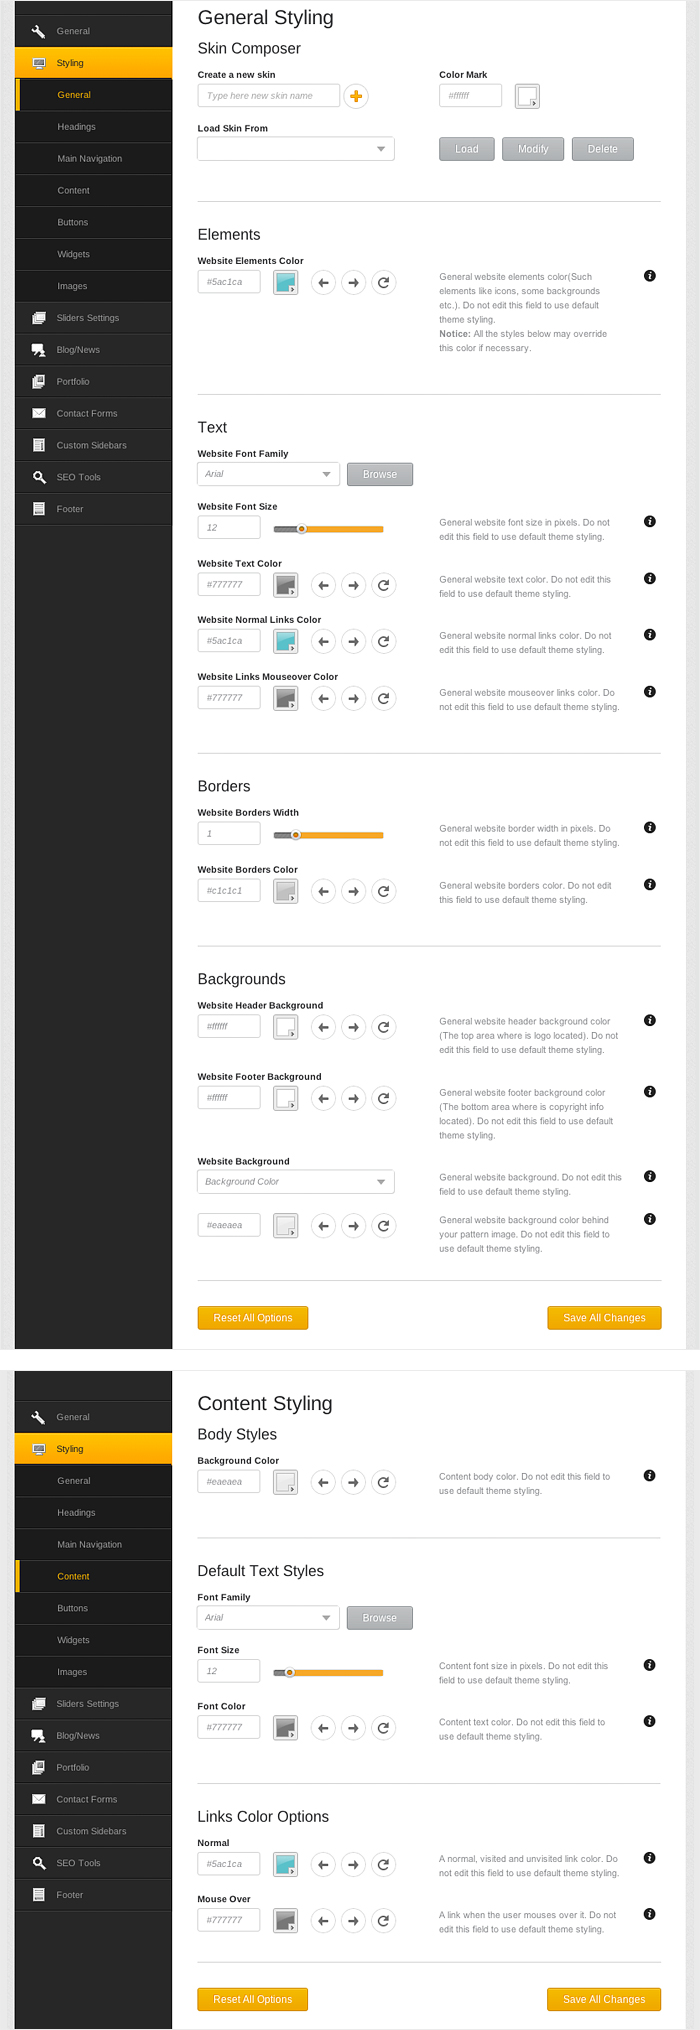 General
Styling
General
Headings
Main Navigation
Content
Buttons
Widgets
Images
Sliders Settings
Blog/News
Portfolio
Contact Forms
Custom Sidebars
SEO Tools
Footer
General Styling
Skin Composer
Create a new skin
Color Mark
Type here new skin name
#ffffff
Load Skin From
Load
Modify
Delete
Elements
Website Elements Color
#5ac1ca
General website elements color(Such
elements like icons, some backgrounds
etc.). Do not edit this field to use default
theme styling.
Notice: All the styles below may override
this color if necessary.
Text
Website Font Family
Arial
Browse
Website Font Size
12
General website font size in pixels. Do not
edit this field to use default theme styling.
Website Text Color
#777777
General website text color. Do not edit this
field to use default theme styling.
Website Normal Links Color
#5ac1ca
General website normal links color. Do not
edit this field to use default theme styling.
Website Links Mouseover Color
#777777
General website mouseover links color. Do
not edit this field to use default theme styling.
Borders
Website Borders Width
1
General website border width in pixels. Do
not edit this field to use default theme styling.
Website Borders Color
#c1c1c1
General website borders color. Do not edit
this field to use default theme styling.
Backgrounds
Website Header Background
#ffffff
General website header background color
(The top area where is logo located). Do not
edit this field to use default theme styling.
Website Footer Background
#ffffff
General website footer background color
(The bottom area where is copyright info
located). Do not edit this field to use default
theme styling.
Website Background
Background Color
General website background. Do not edit this
field to use default theme styling.
#eaeaea
General website background color behind
your pattern image. Do not edit this field to
use default theme styling.
Reset All Options
Save All Changes
General
Styling
General
Headings
Main Navigation
Content
Buttons
Widgets
Images
Sliders Settings
Blog/News
Portfolio
Contact Forms
Custom Sidebars
SEO Tools
Footer
Content Styling
Body Styles
Background Color
#eaeaea
Content body color. Do not edit this field to
use default theme styling.
Default Text Styles
Font Family
Arial
Browse
Font Size
12
Content font size in pixels. Do not edit this
field to use default theme styling.
Font Color
#777777
Content text color. Do not edit this field to
use default theme styling.
Links Color Options
Normal
#5ac1ca
A normal, visited and unvisited link color. Do
not edit this field to use default theme styling.
Mouse Over
#777777
A link when the user mouses over it. Do not
edit this field to use default theme styling.
Reset All Options
Save All Changes